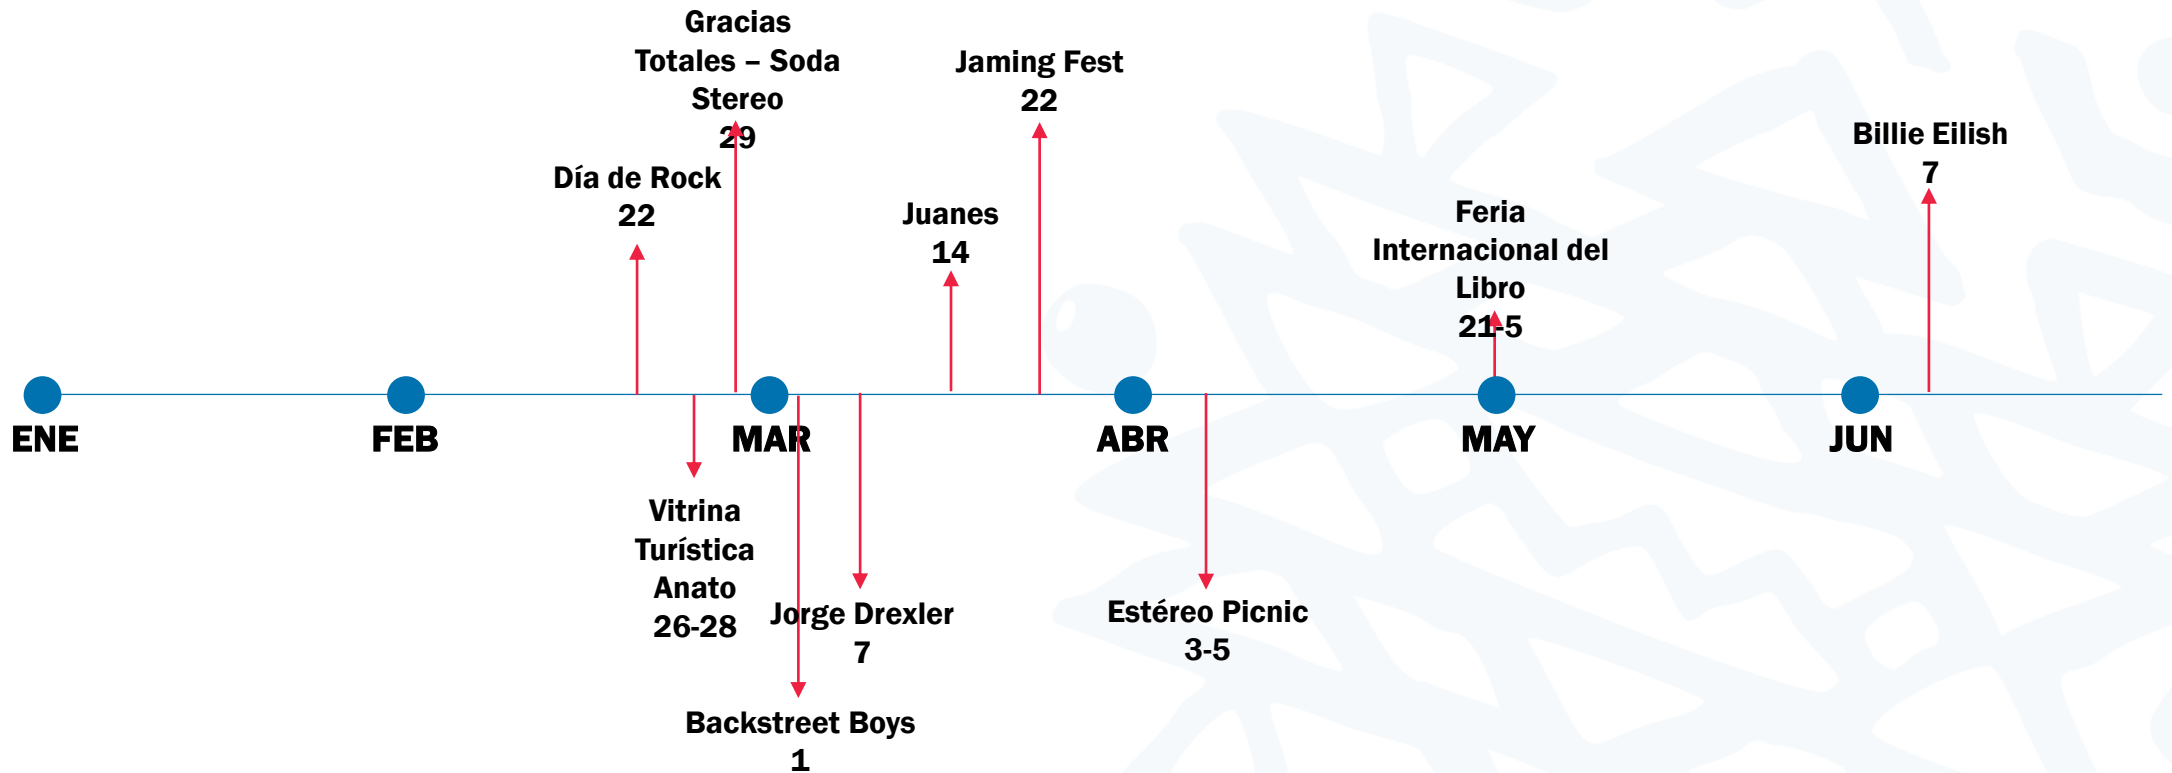 Gracias
Totales – Soda
Stereo
29
Jaming Fest
22
Billie Eilish
7
Día de Rock
22
Juanes
14
Feria
Internacional del
Libro
21-5
ENE
FEB
MAR
ABR
MAY
JUN
Vitrina
Turística
Anato
26-28
Jorge Drexler
7
Estéreo Picnic
3-5
Backstreet Boys
1